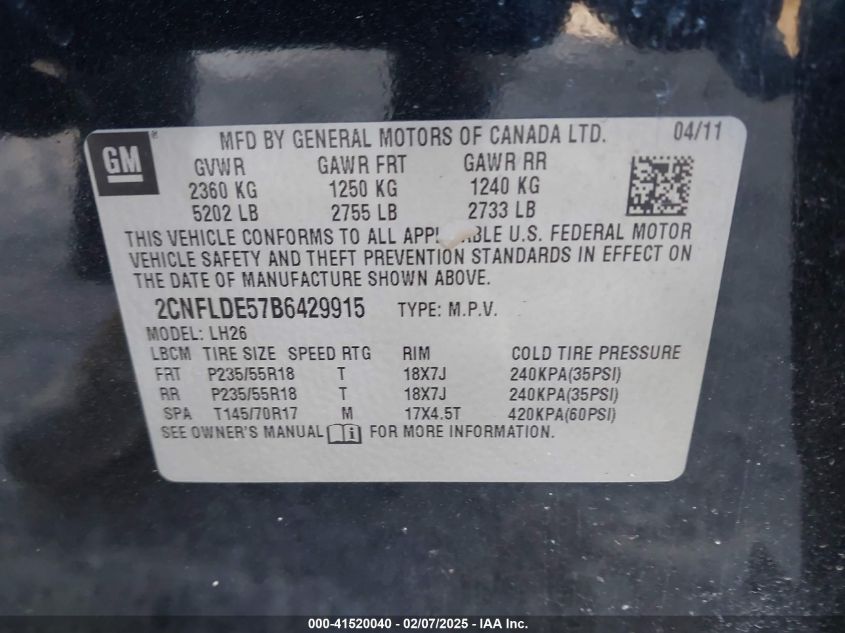 GM ® MFD BY GENERAL MOTORS OF CANADA LTD. 04/11
GVWR GAWR FRT GAWR RR
2360 KG 1250 KG 1240 KG
5202 LB 2755 LB 2733 LB
THIS VEHICLE CONFORMS TO ALL U.S. FEDERAL MOTOR
VEHICLE SAFETY AND THEFT PREVENTION STANDARDS IN EFFECT ON
THE DATE OF MANUFACTURE SHOWN ABOVE.
2CNFLDE57B6429915 TYPE: M.P.V.
MODEL: LH26
LBCM TIRE SIZE SPEED RTG RIM COLD TIRE PRESSURE
FRT P235/55R18 T 18X7J 240KPA(35PSI)
RR P235/55R18 T 18X7J 240KPA(35PSI)
SPA T145/70R17 M 17X4.5T 420KPA(60PSI)
SEE OWNER'S MANUAL FOR MORE INFORMATION.
000-41520040 - 02/07/2025 - IAA Inc.